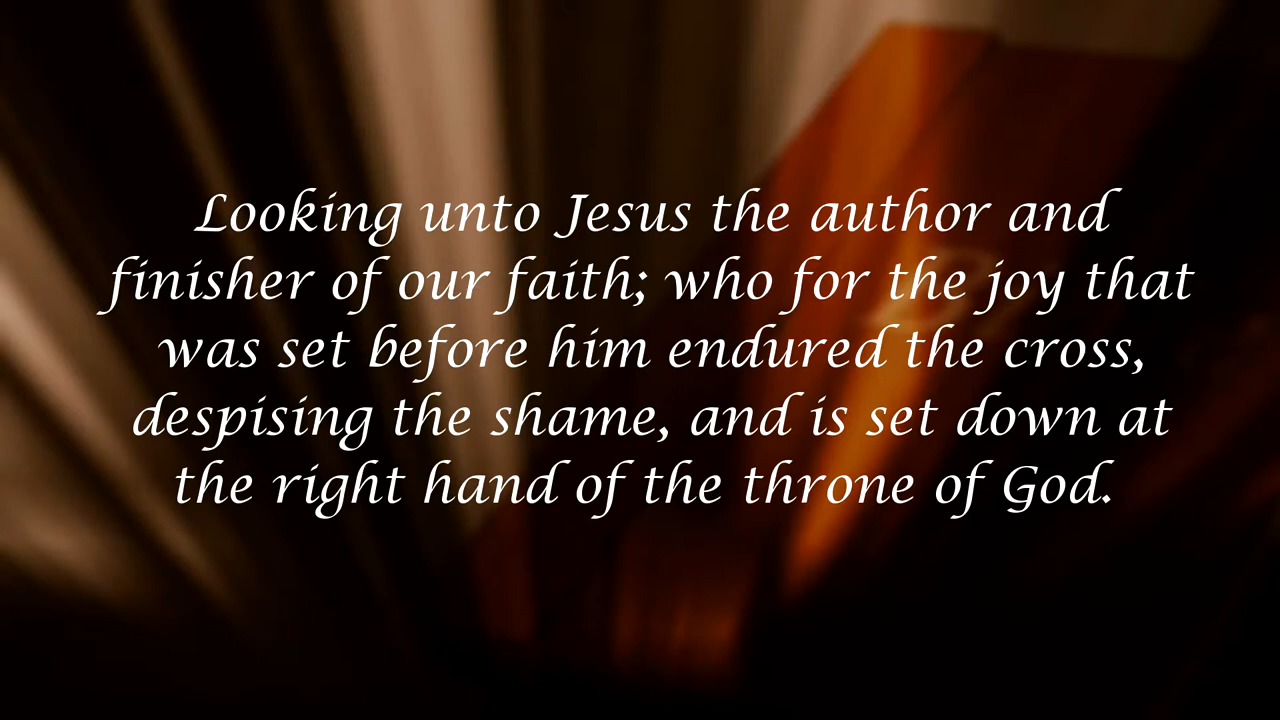 Looking unto Jesus the author and
finisher of our faith; who for the joy that
was set before him endured the cross,
despising the shame, and is set down at
the right hand of the throne of God.